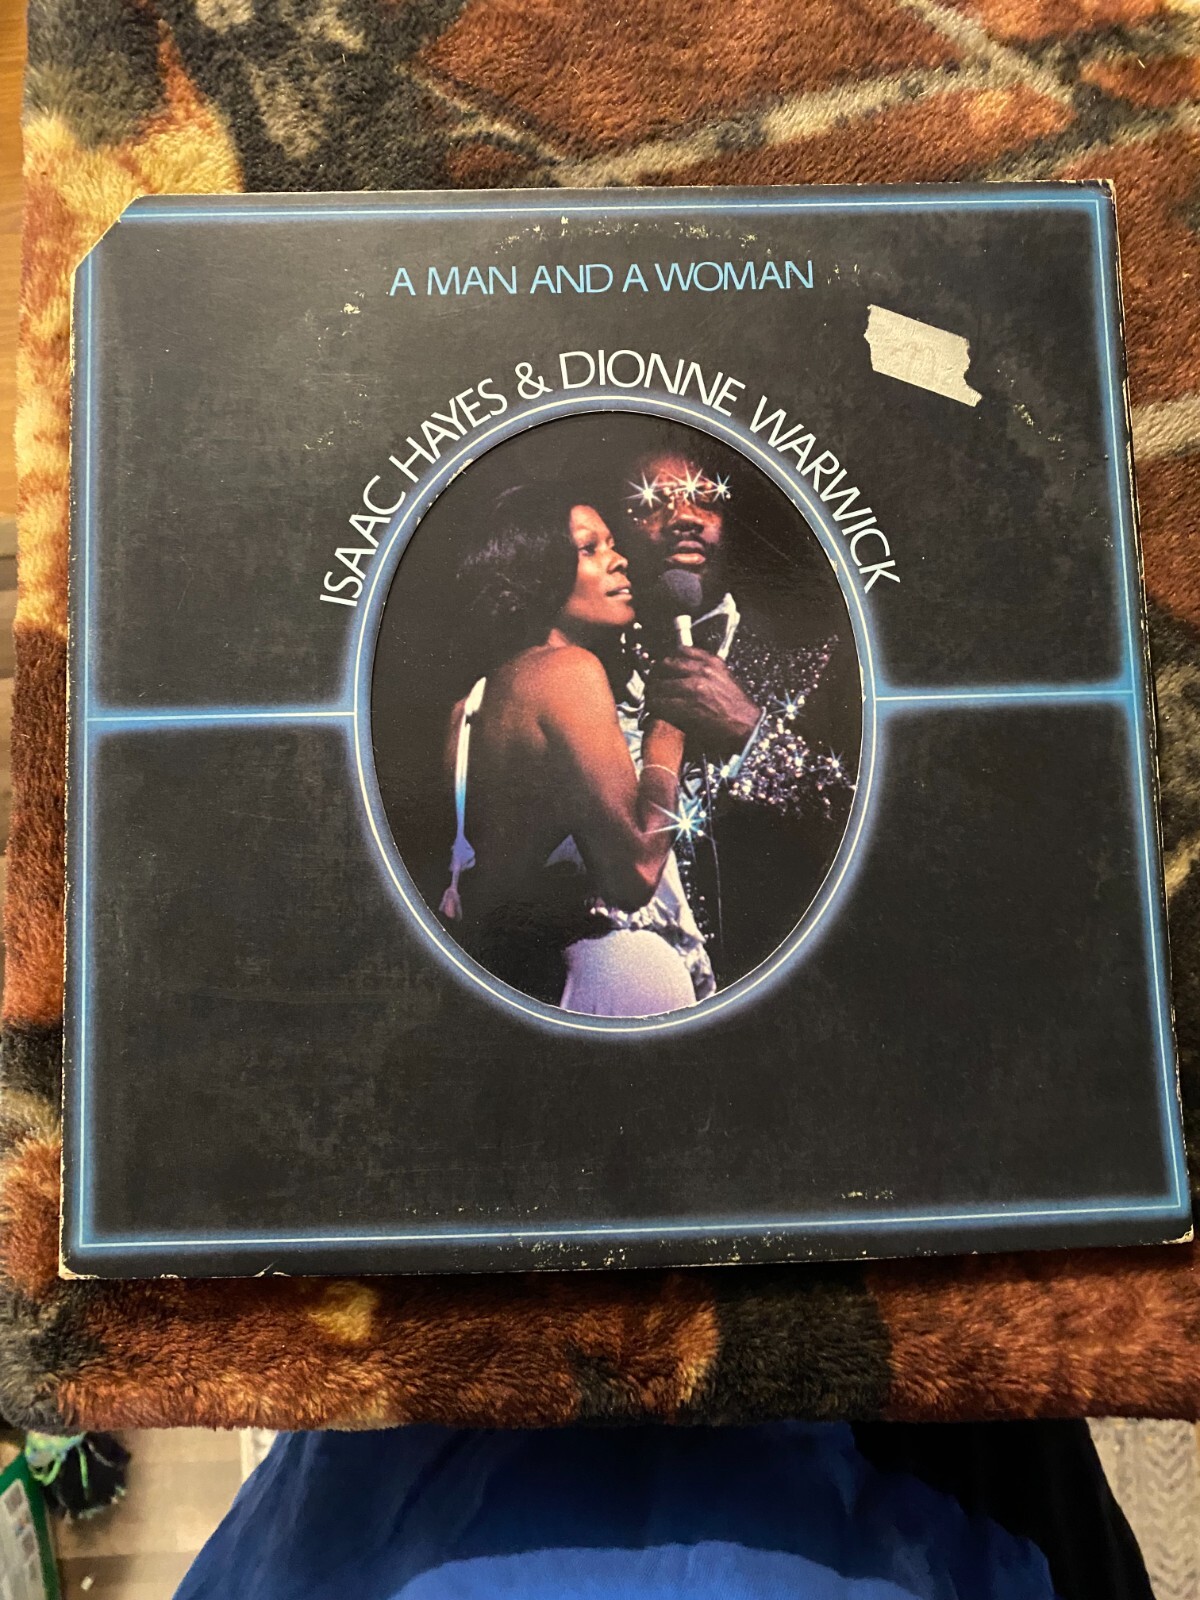 A MAN AND A WOMAN
ISAAC HAYES & DIONNE WARWICK